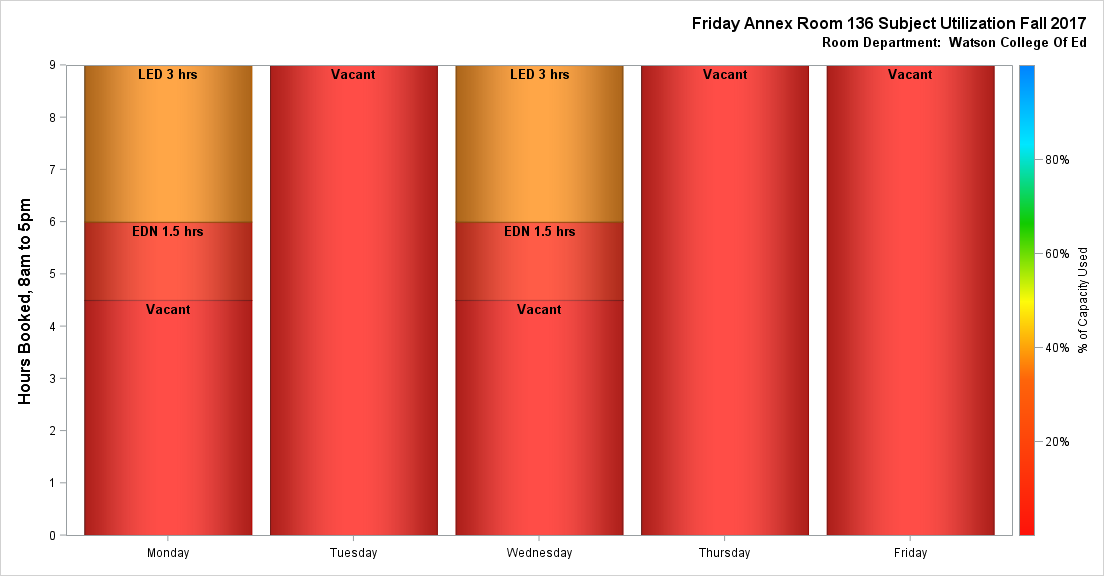 Friday Annex Room 136 Subject Utilization Fall 2017
Room Department:  Watson College Of Ed
Hours Booked, 8am to 5pm
9
8
7
6
5
4
3
2
1
0
LED 3 hrs
EDN 1.5 hrs
Vacant
Vacant
LED 3 hrs
EDN 1.5 hrs
Vacant
Vacant
Vacant
Monday
Tuesday
Wednesday
Thursday
Friday
80%
60%
40%
20%
% of Capacity Used